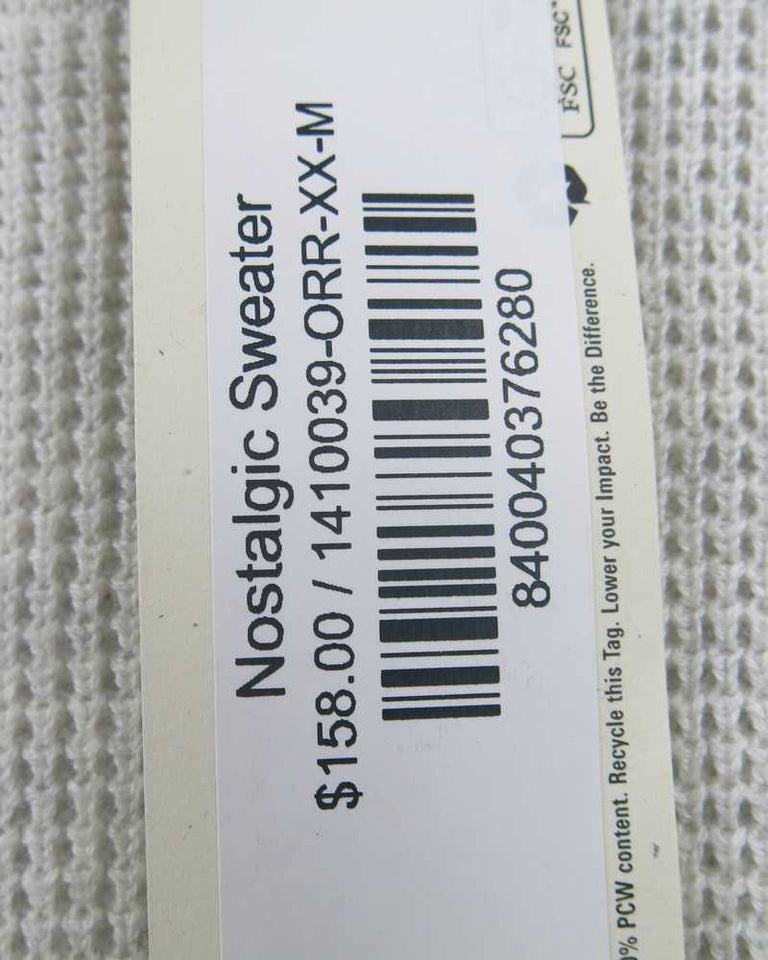 Nostalgic Sweater
$158.00 / 1410039-ORR-XX-M
840040376280
% PCW content. Recycle this Tag. Lower your Impact. Be the Difference.
FSC FSC™